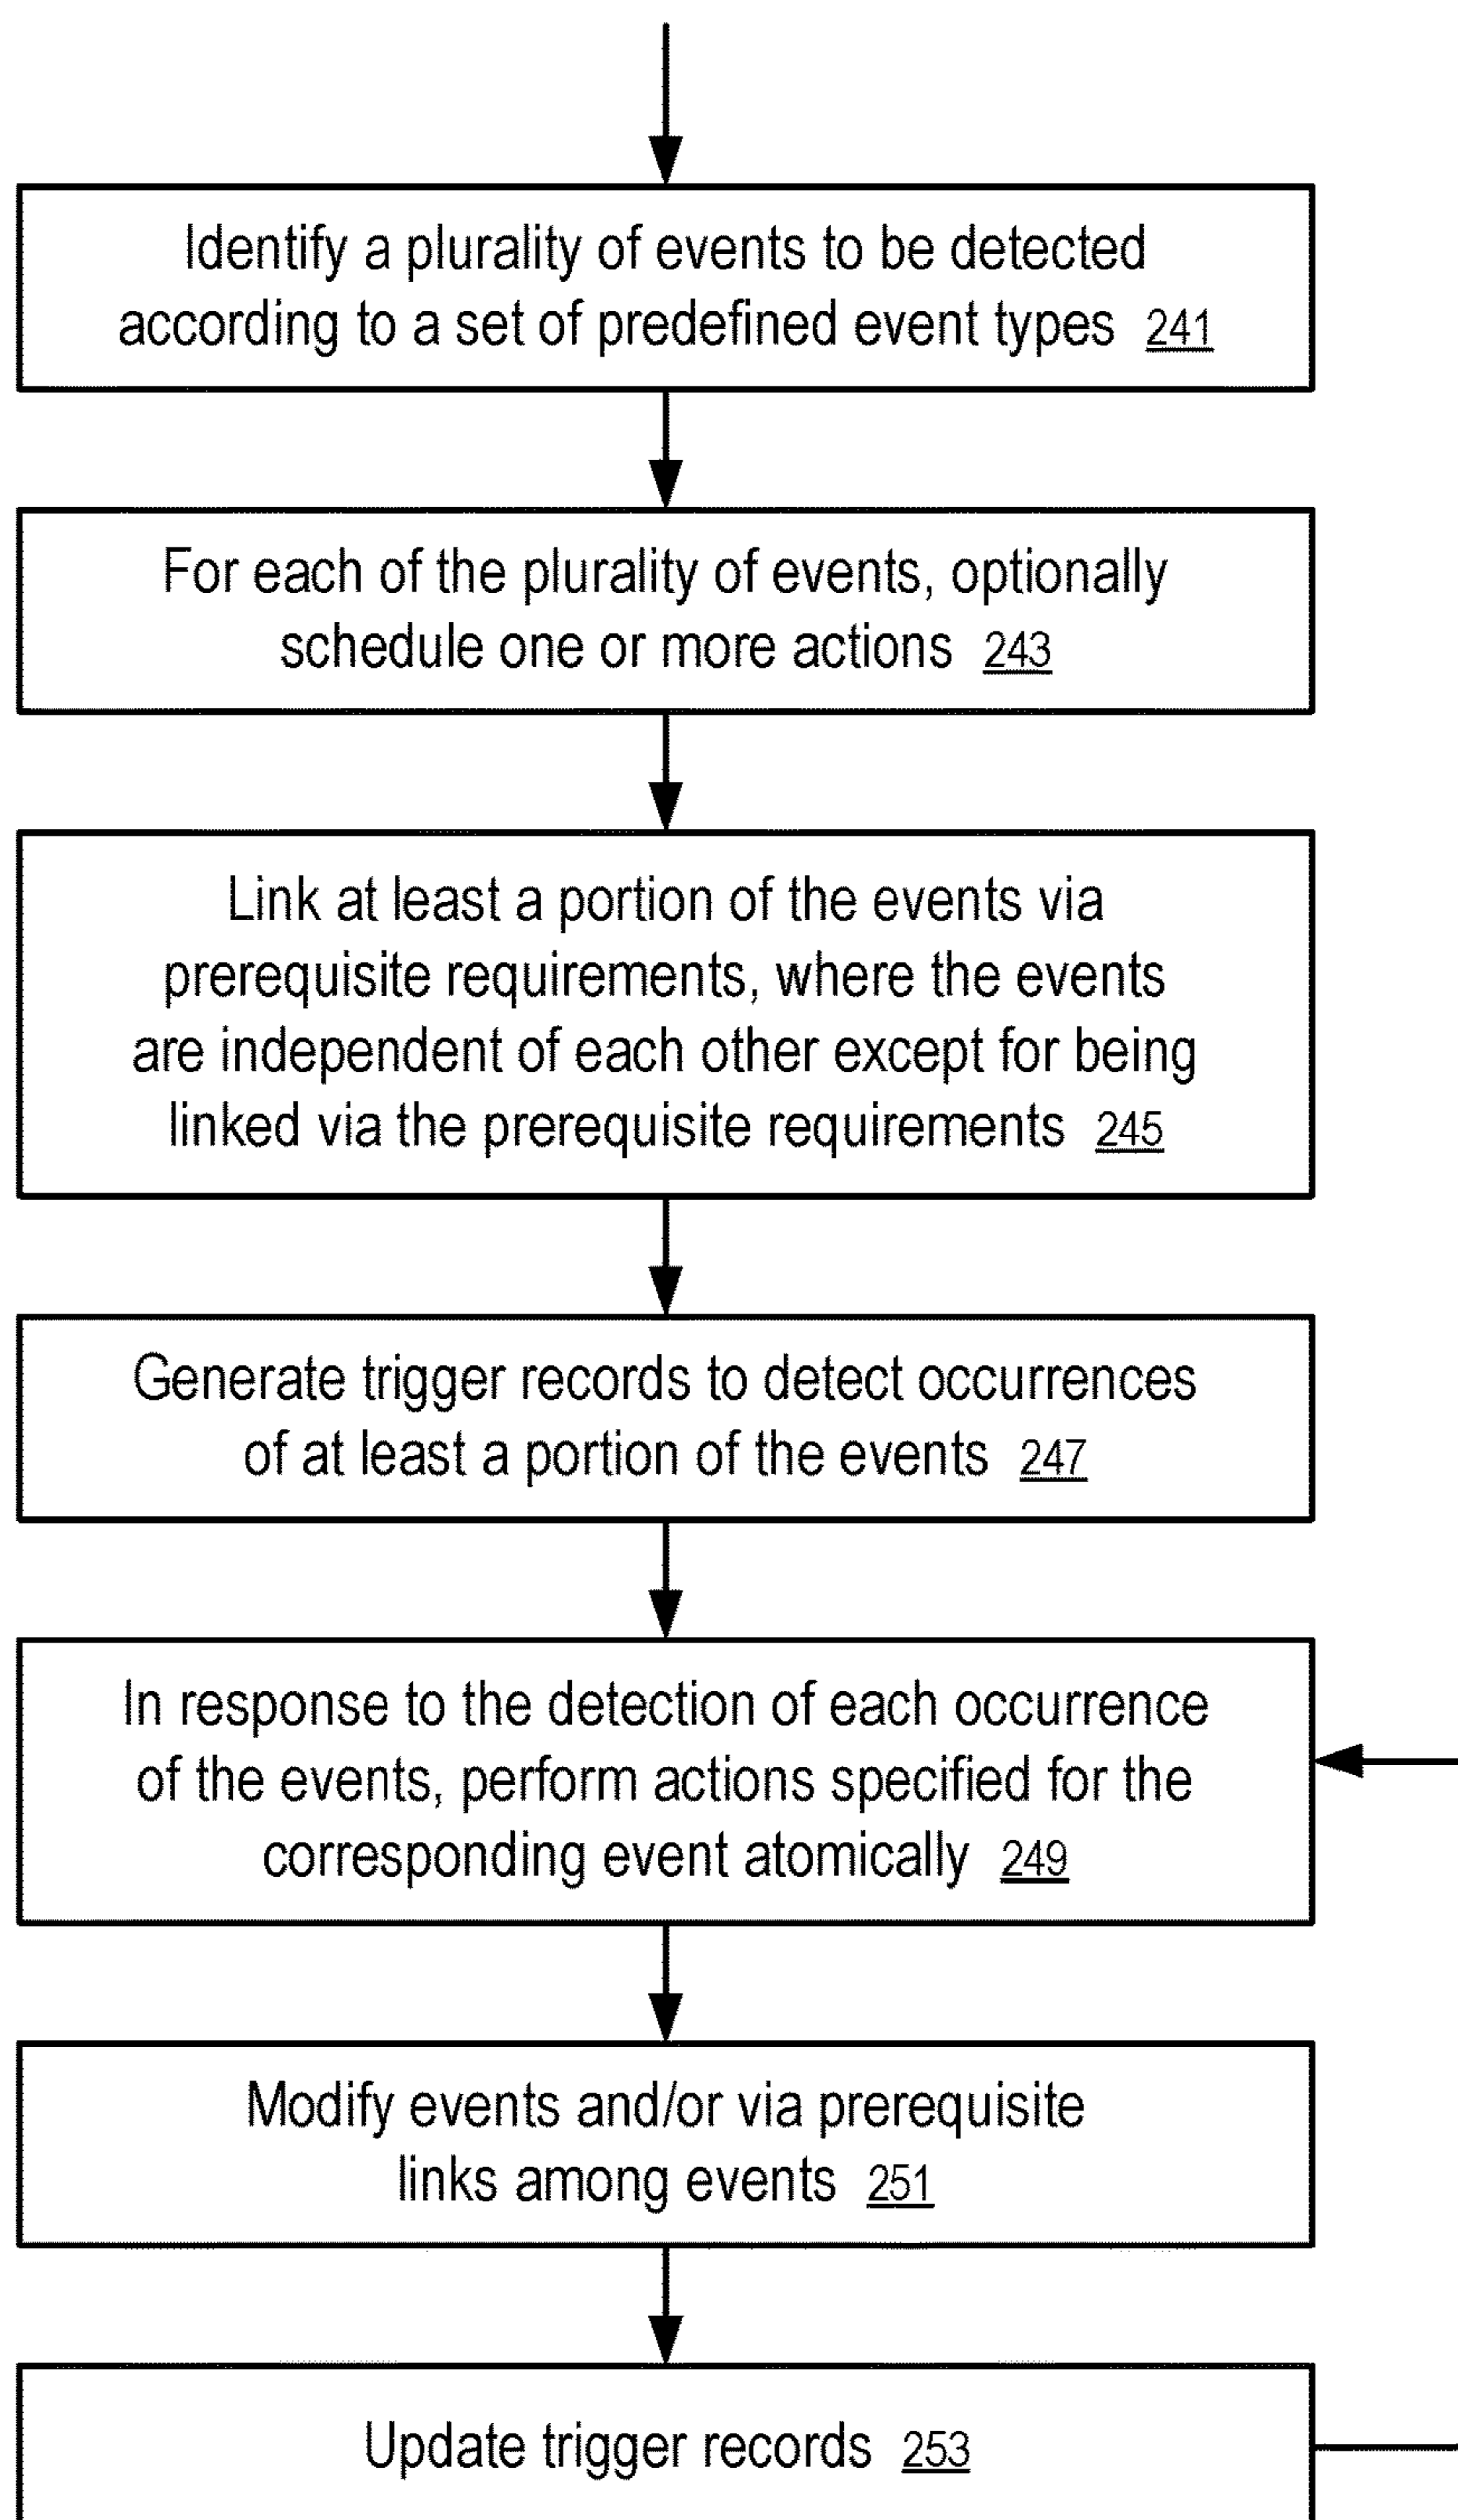 Identify a plurality of events to be detected
according to a set of predefined event types 241
For each of the plurality of events, optionally
schedule one or more actions 243
Link at least a portion of the events via
prerequisite requirements, where the events
are independent of each other except for being
linked via the prerequisite requirements 245
Generate trigger records to detect occurrences
of at least a portion of the events 247
In response to the detection of each occurrence
of the events, perform actions specified for the
corresponding event atomically 249
Modify events and/or via prerequisite
links among events 251
Update trigger records 253